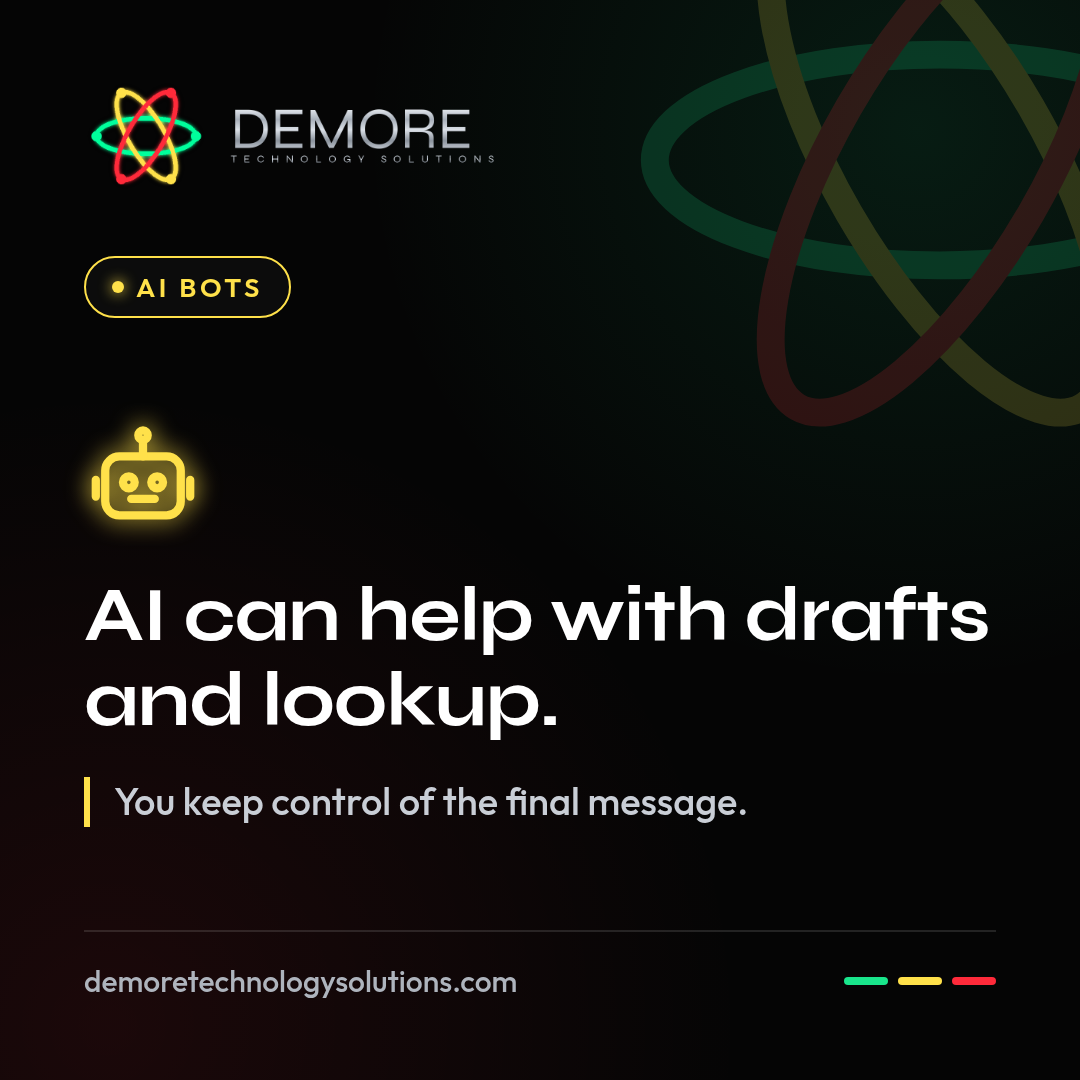 DEMORE
TECHNOLOGY SOLUTIONS
AI BOTS
AI can help with drafts
and lookup.
You keep control of the final message.
demoretechnologysolutions.com